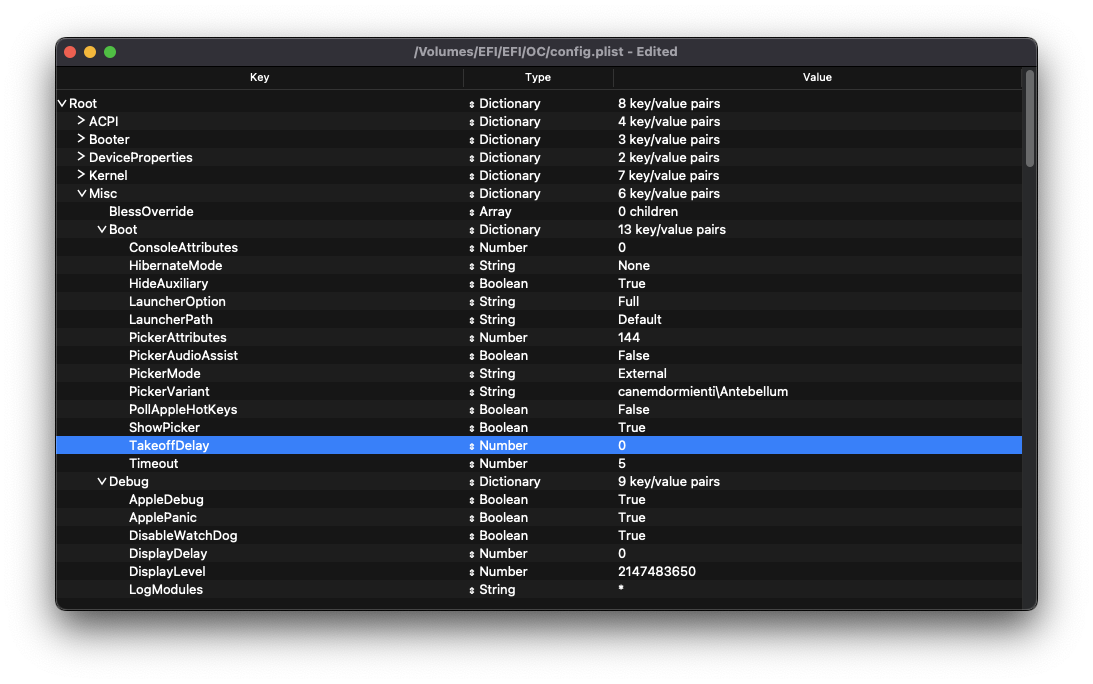 /Volumes/EFI/EFI/OC/config.plist - Edited
Key Type Value
Root Dictionary 8 key/value pairs
ACPI Dictionary 4 key/value pairs
Booter Dictionary 3 key/value pairs
DeviceProperties Dictionary 2 key/value pairs
Kernel Dictionary 7 key/value pairs
Misc Dictionary 6 key/value pairs
BlessOverride Array 0 children
Boot Dictionary 13 key/value pairs
ConsoleAttributes Number 0
HibernateMode String None
HideAuxiliary Boolean True
LauncherOption String Full
LauncherPath String Default
PickerAttributes Number 144
PickerAudioAssist Boolean False
PickerMode String External
PickerVariant String canemdormienti\Antebellum
PollAppleHotKeys Boolean False
ShowPicker Boolean True
TakeoffDelay Number 0
Timeout Number 5
Debug Dictionary 9 key/value pairs
AppleDebug Boolean True
ApplePanic Boolean True
DisableWatchDog Boolean True
DisplayDelay Number 0
DisplayLevel Number 2147483650
LogModules String *